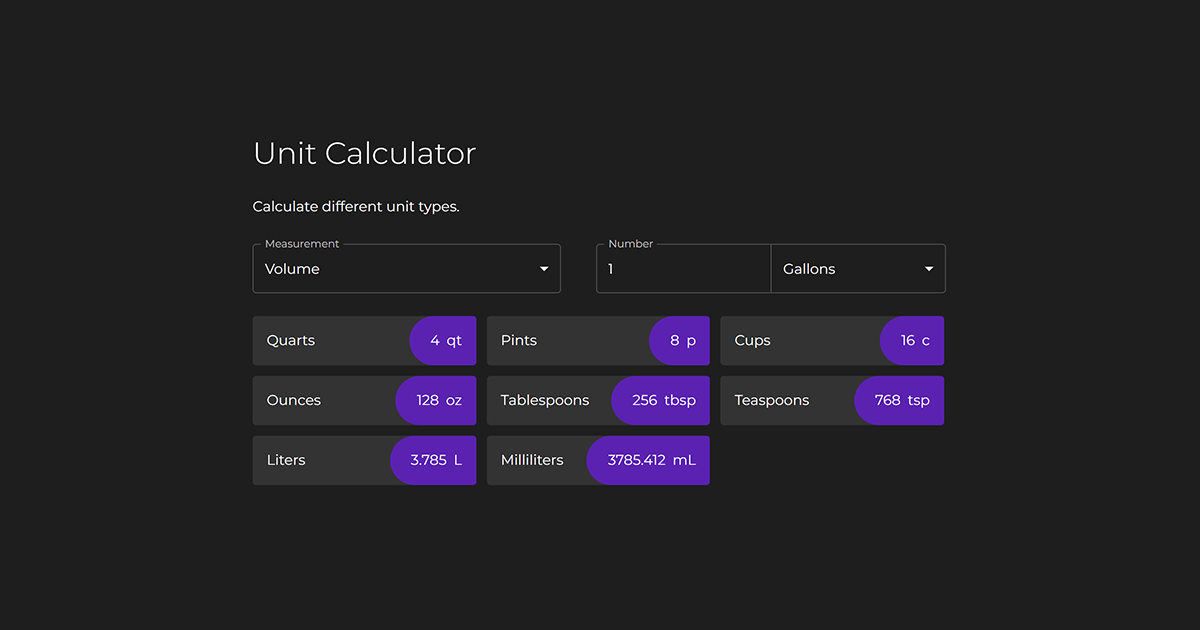 Unit Calculator
Calculate different unit types.
Measurement
Volume
Number
1
Gallons
Quarts 4 qt
Pints 8 p
Cups 16 c
Ounces 128 oz
Tablespoons 256 tbsp
Teaspoons 768 tsp
Liters 3.785 L
Milliliters 3785.412 mL